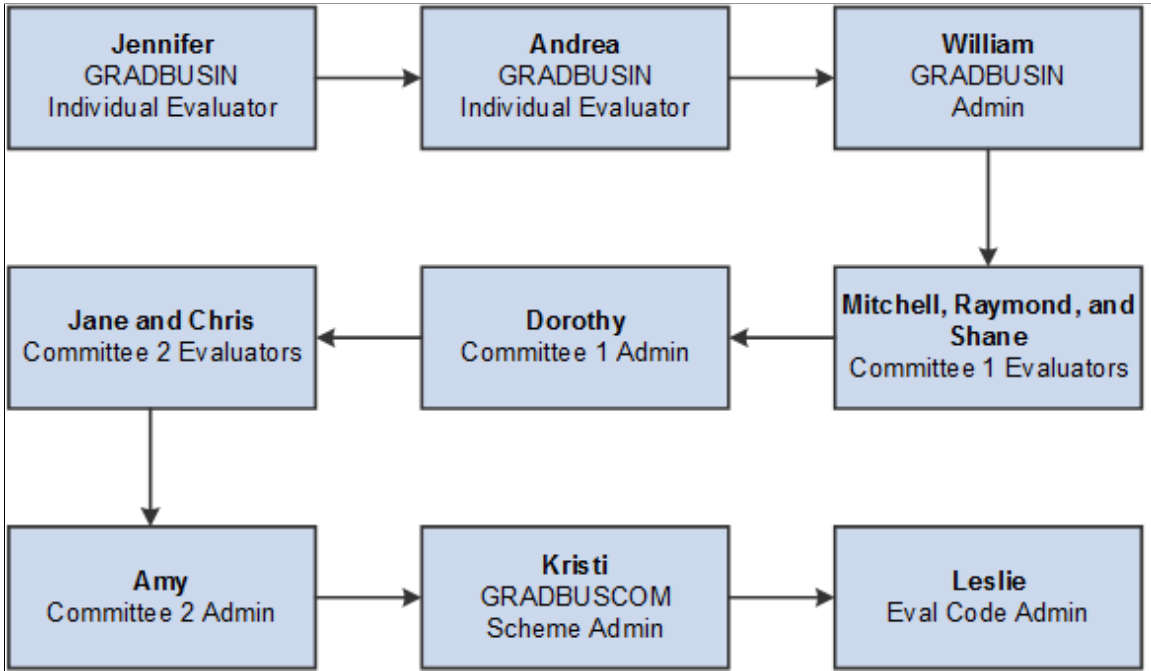 Jennifer
GRADBUSIN
Individual Evaluator
Andrea
GRADBUSIN
Individual Evaluator
William
GRADBUSIN
Admin
Mitchell, Raymond, and
Shane
Committee 1 Evaluators
Dorothy
Committee 1 Admin
Jane and Chris
Committee 2 Evaluators
Amy
Committee 2 Admin
Kristi
GRADBUSCOM
Scheme Admin
Leslie
Eval Code Admin